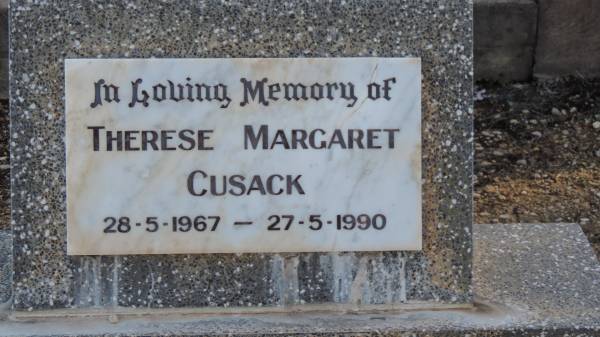 In Loving Memory of
THERESE MARGARET
CUSACK
28-5-1967 — 27-5-1990